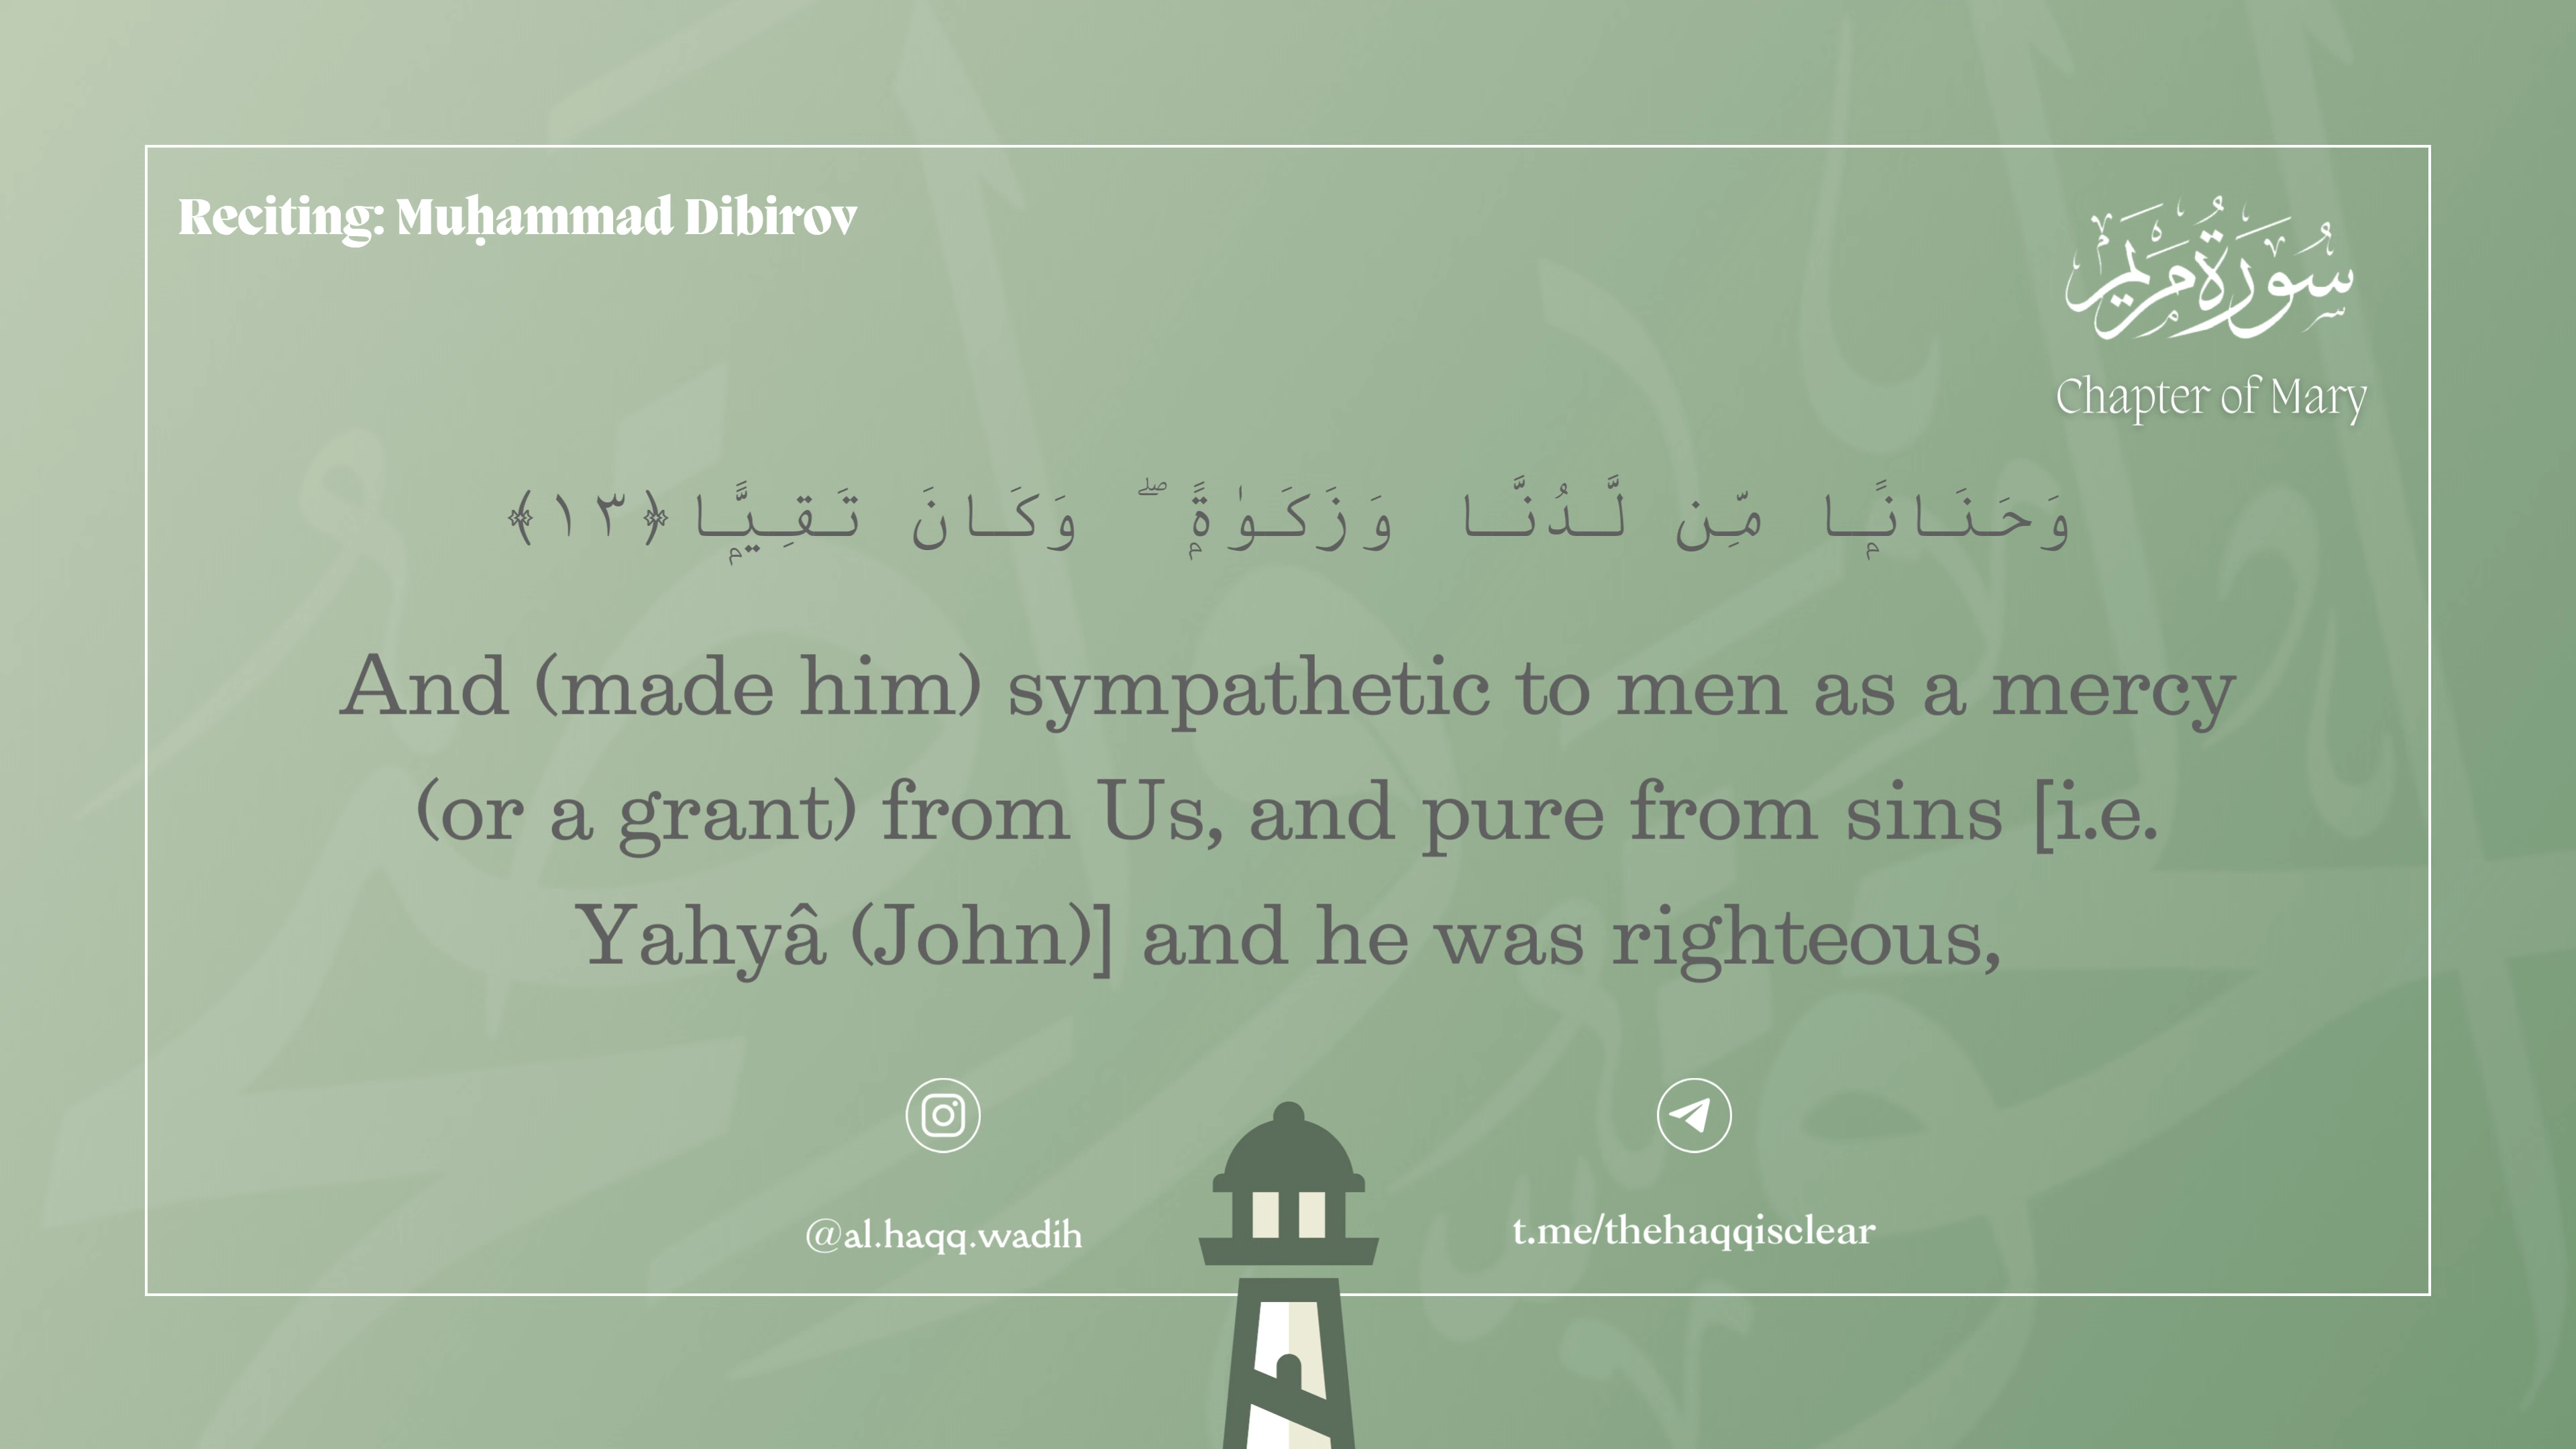 Reciting: Muḥammad Dibirov
سُورَةُ مَرْيَم
Chapter of Mary
وَحَنَانًۭا مِّن لَّدُنَّا وَزَكَوٰةًۭ ۖ وَكَانَ تَقِيًّۭا ﴿١٣﴾
And (made him) sympathetic to men as a mercy
(or a grant) from Us, and pure from sins [i.e.
Yahyâ (John)] and he was righteous,
@al.haqq.wadih
t.me/thehaqqisclear